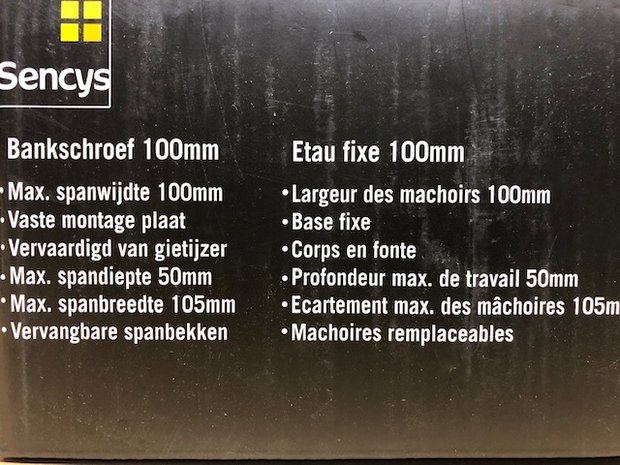 Sencys
Bankschroef 100mm
• Max. spanwijdte 100mm
• Vaste montage plaat
• Vervaardigd van gietijzer
• Max. spandiepte 50mm
• Max. spanbreedte 105mm
• Vervangbare spanbekken
Etau fixe 100mm
• Largeur des machoirs 100mm
• Base fixe
• Corps en fonte
• Profondeur max. de travail 50mm
• Ecartement max. des mâchoires 105m
• Machoires remplaceables